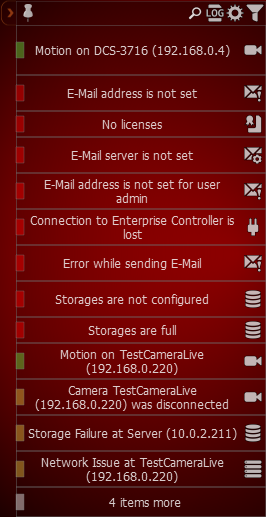 LOG
Motion on DCS-3716 (192.168.0.4)
E-Mail address is not set
No licenses
E-Mail server is not set
E-Mail address is not set for user
admin
Connection to Enterprise Controller is
lost
Error while sending E-Mail
Storages are not configured
Storages are full
Motion on TestCameraLive
(192.168.0.220)
Camera TestCameraLive
(192.168.0.220) was disconnected
Storage Failure at Server (10.0.2.211)
Network Issue at TestCameraLive
(192.168.0.220)
4 items more